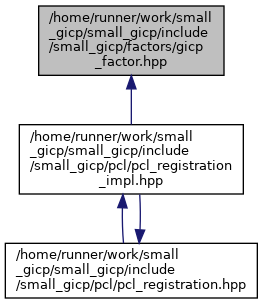 /home/runner/work/small
_gicp/small_gicp/include
/small_gicp/factors/gicp
_factor.hpp
/home/runner/work/small
_gicp/small_gicp/include
/small_gicp/pcl/pcl_registration
_impl.hpp
/home/runner/work/small
_gicp/small_gicp/include
/small_gicp/pcl/pcl_registration.hpp